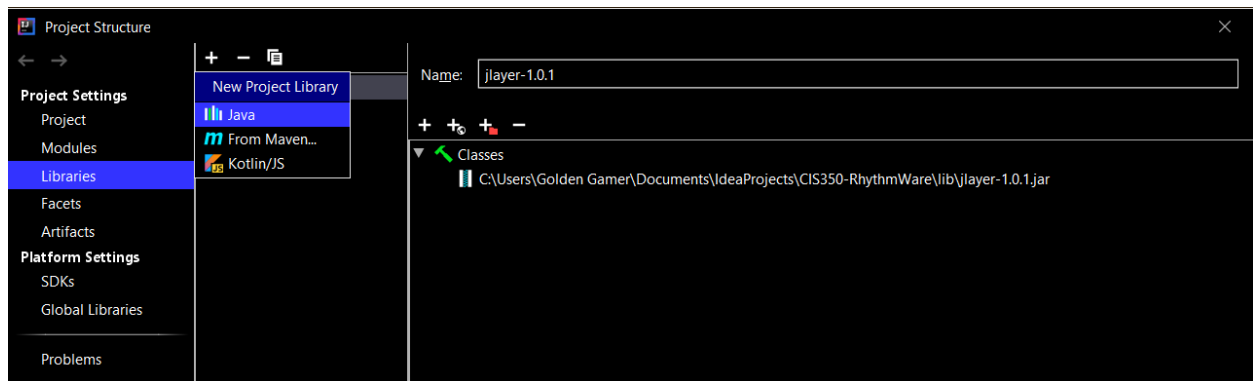 Project Structure
Project Settings
Project
Modules
Libraries
Facets
Artifacts
Platform Settings
SDKs
Global Libraries
Problems
New Project Library
Java
From Maven...
Kotlin/JS
Name: jlayer-1.0.1
Classes
C:\Users\Golden Gamer\Documents\IdeaProjects\CIS350-RhythmWare\lib\jlayer-1.0.1.jar